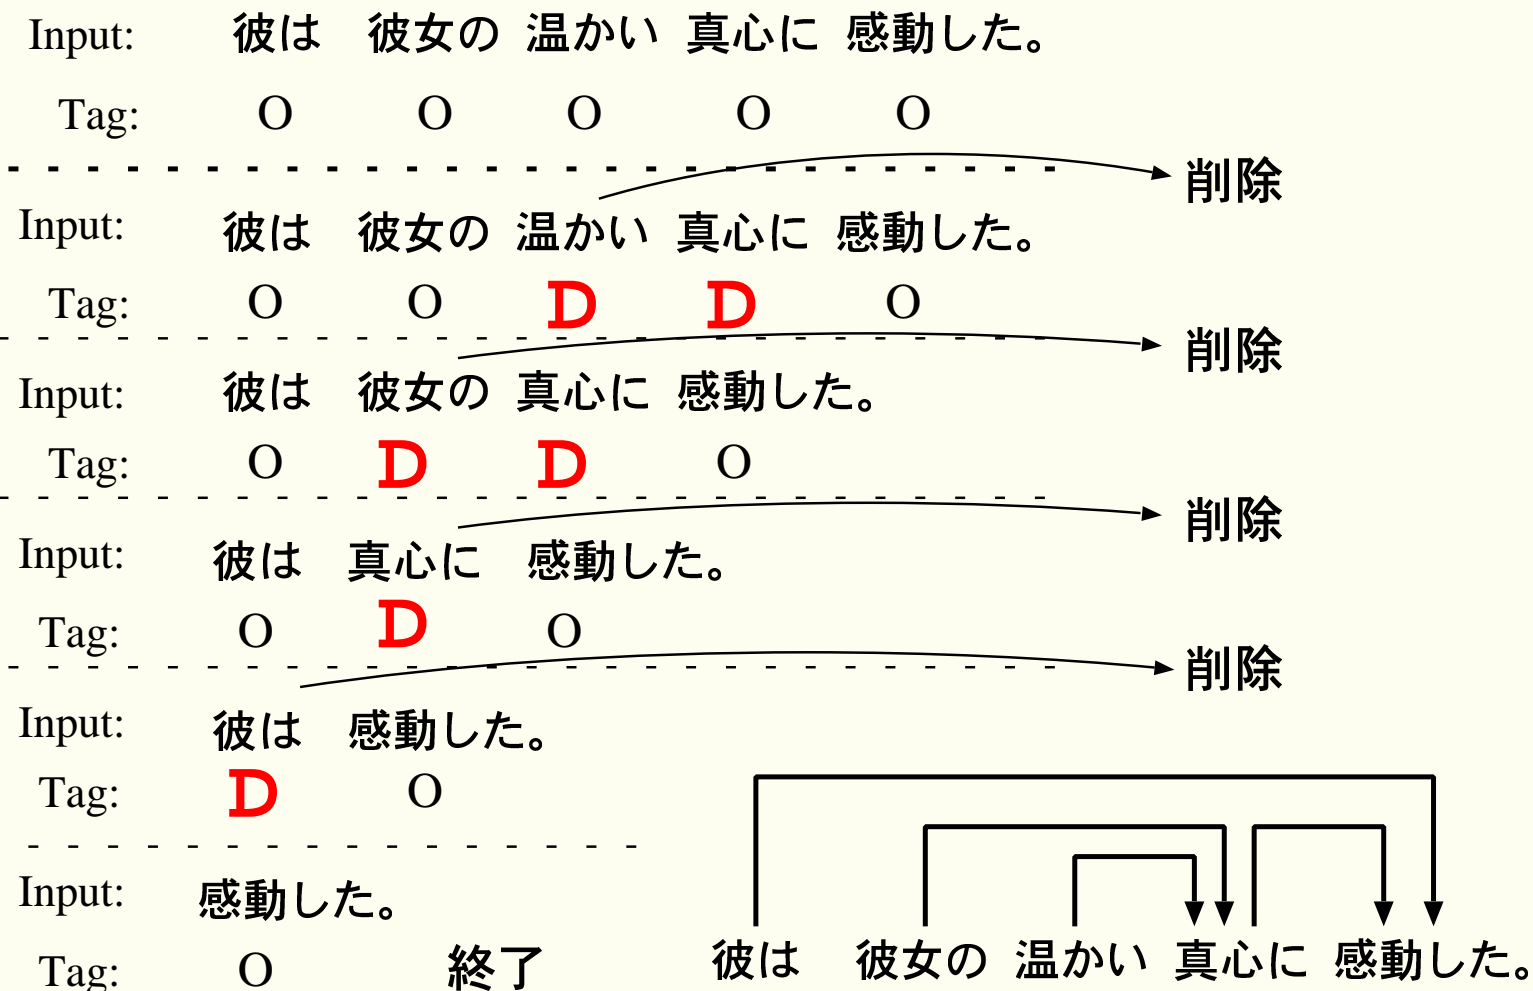 Input: 彼は 彼女の 温かい 真心に 感動した。
Tag: O O O O O
削除
Input: 彼は 彼女の 温かい 真心に 感動した。
Tag: O O D D O
削除
Input: 彼は 彼女の 真心に 感動した。
Tag: O D D O
削除
Input: 彼は 真心に 感動した。
Tag: O D O
削除
Input: 彼は 感動した。
Tag: D O
Input: 感動した。
Tag: O 終了
彼は 彼女の 温かい 真心に 感動した。